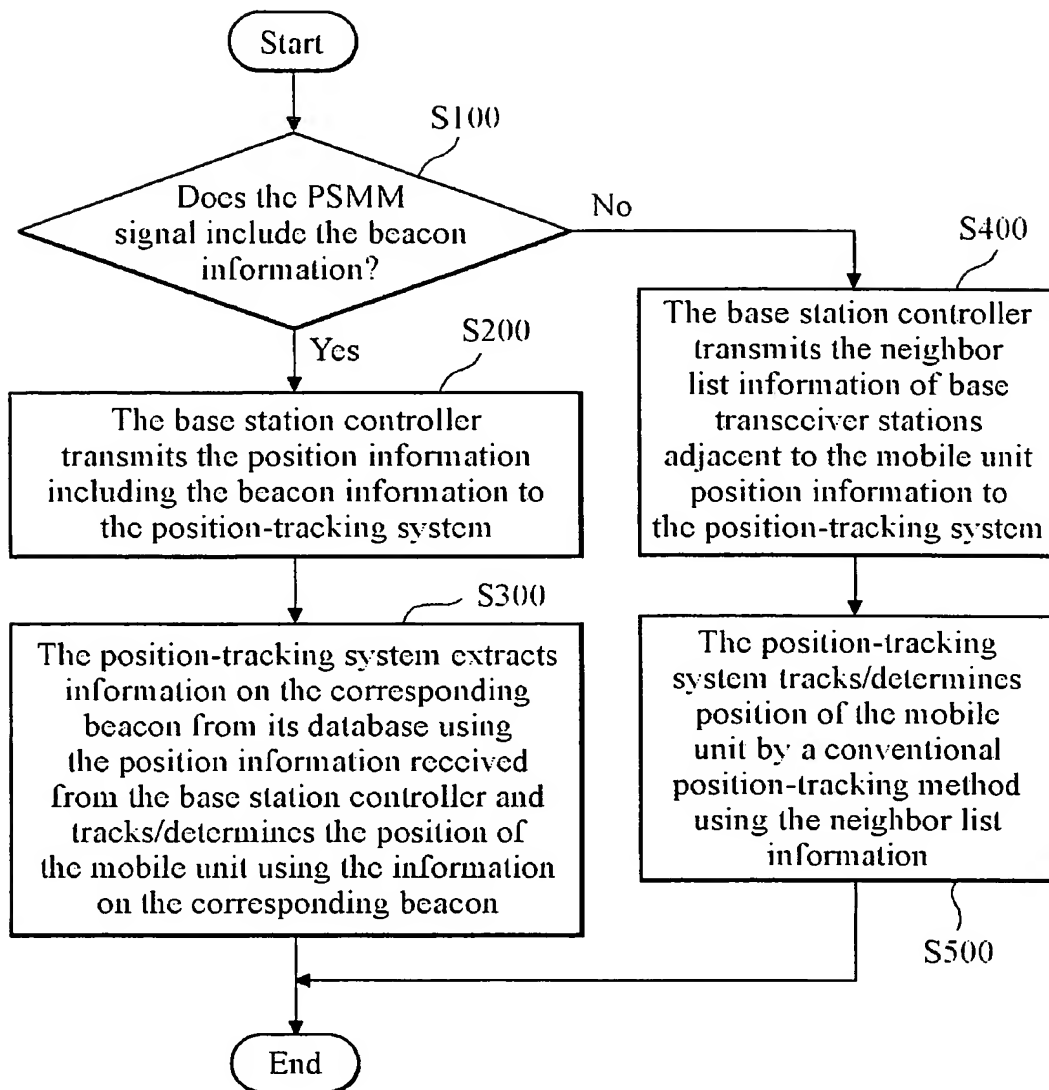 Start
S100
Does the PSMM
signal include the beacon
information?
No
Yes
S200
The base station controller
transmits the position information
including the beacon information to
the position-tracking system
S300
The position-tracking system extracts
information on the corresponding
beacon from its database using
the position information received
from the base station controller and
tracks/determines the position of
the mobile unit using the information
on the corresponding beacon
S400
The base station controller
transmits the neighbor
list information of base
transceiver stations
adjacent to the mobile unit
position information to
the position-tracking system
The position-tracking
system tracks/determines
position of the mobile
unit by a conventional
position-tracking method
using the neighbor list
information
S500
End